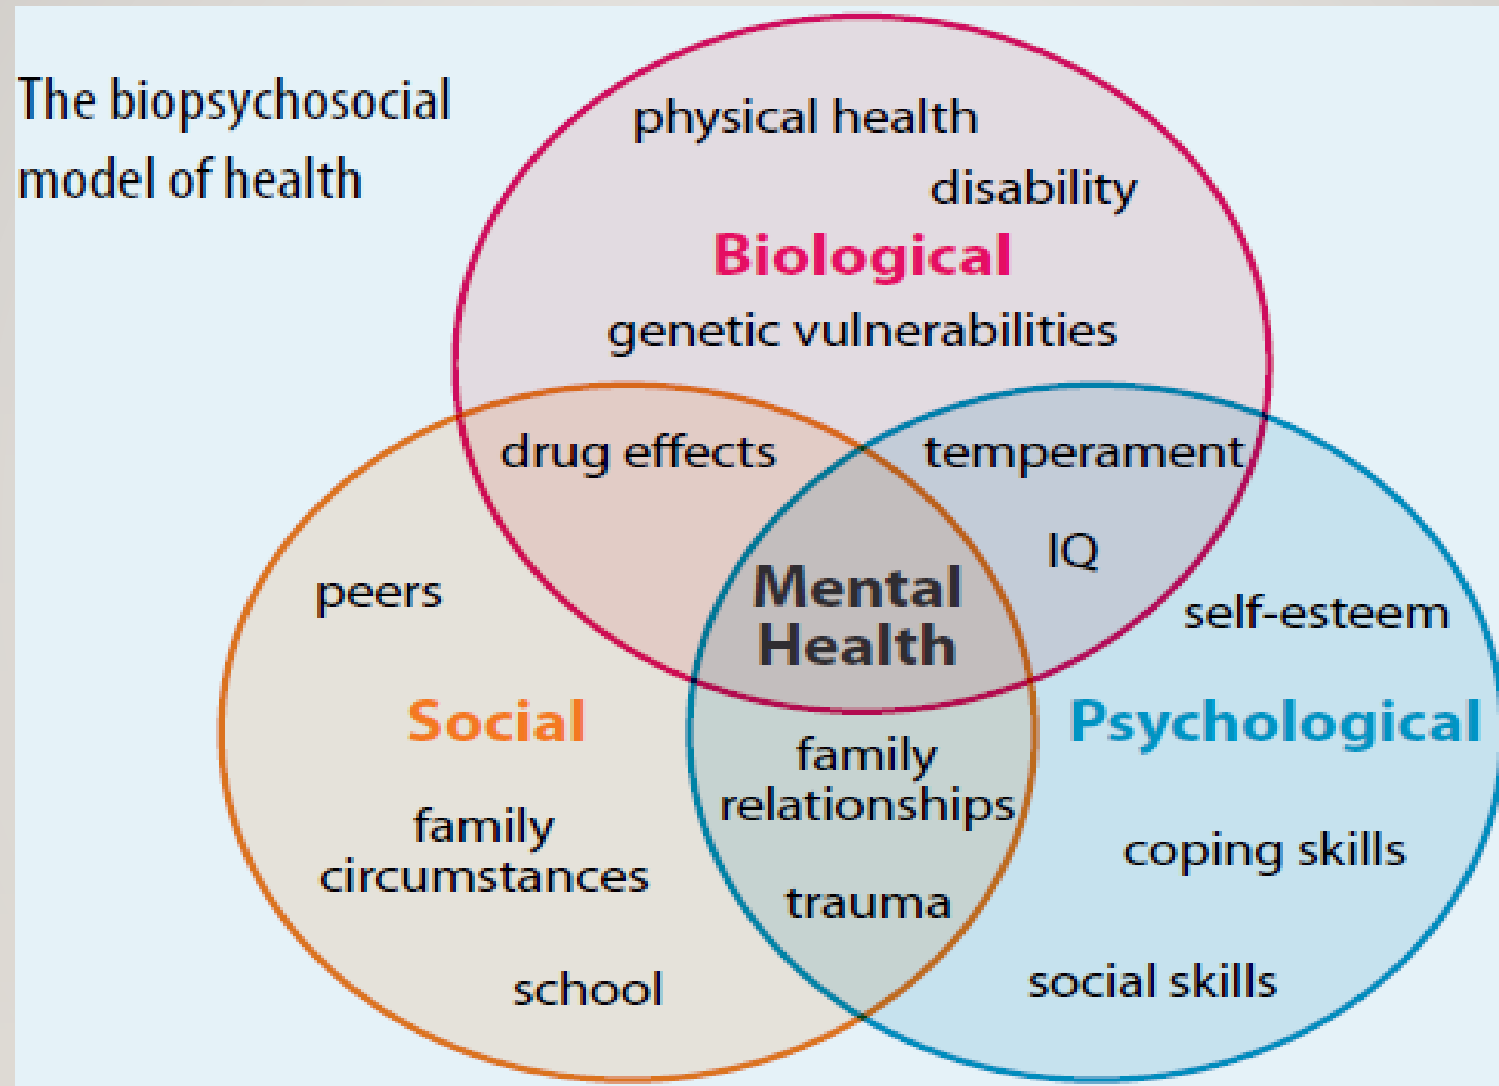 The biopsychosocial
model of health
physical health
disability
Biological
genetic vulnerabilities
drug effects
temperament
IQ
Mental
Health
peers
self-esteem
Social
Psychological
family
relationships
family
circumstances
coping skills
trauma
school
social skills